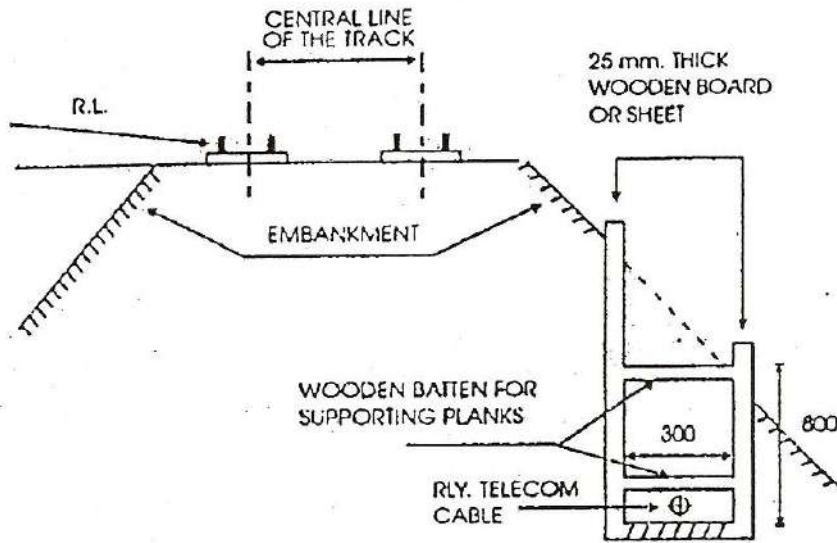 CENTRAL LINE
OF THE TRACK
25 mm. THICK
WOODEN BOARD
OR SHEET
R.L.
EMBANKMENT
WOODEN BATTEN FOR
SUPPORTING PLANKS
300
800
RLY. TELECOM
CABLE